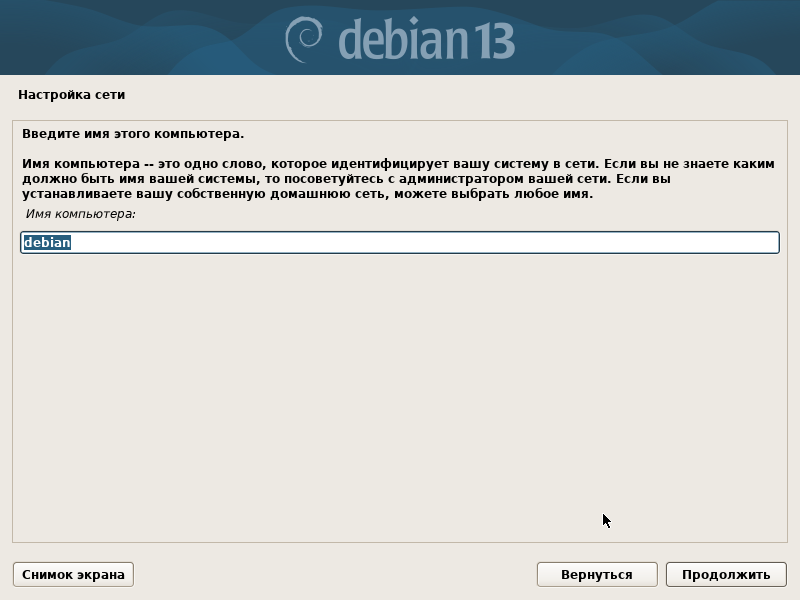 debian 13
Настройка сети
Введите имя этого компьютера.
Имя компьютера -- это одно слово, которое идентифицирует вашу систему в сети. Если вы не знаете каким
должно быть имя вашей системы, то посоветуйтесь с администратором вашей сети. Если вы
устанавливаете вашу собственную домашнюю сеть, можете выбрать любое имя.
Имя компьютера:
debian
Снимок экрана
Вернуться
Продолжить